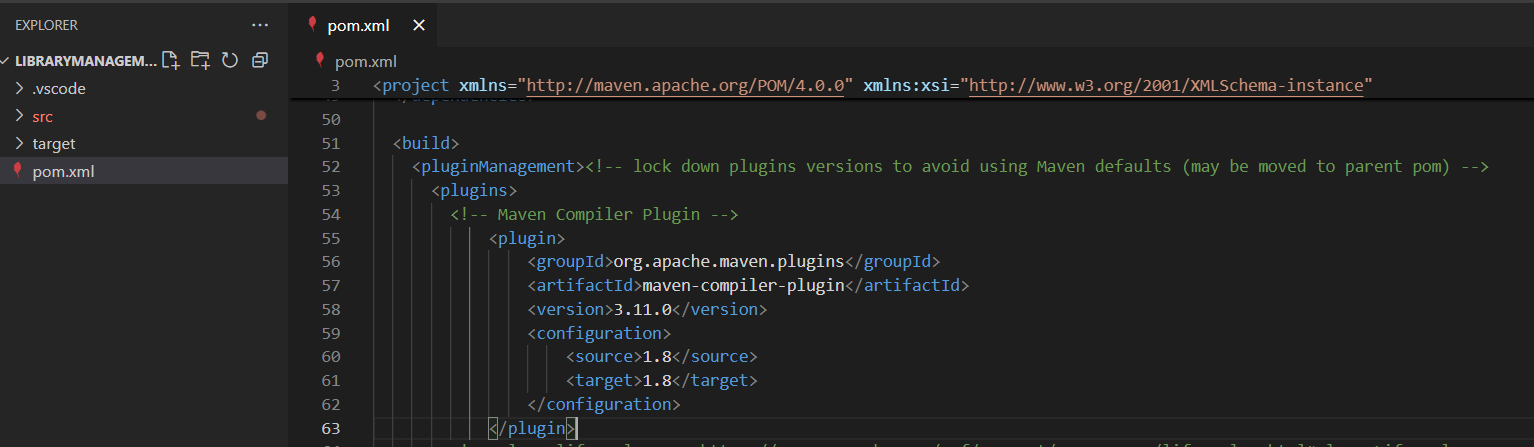 EXPLORER
LIBRARYMANAGEM...
.vscode
src
target
pom.xml
pom.xml
pom.xml
3 <project xmlns="http://maven.apache.org/POM/4.0.0" xmlns:xsi="http://www.w3.org/2001/XMLSchema-instance"
50
51 <build>
52 <pluginManagement><!-- lock down plugins versions to avoid using Maven defaults (may be moved to parent pom) -->
53 <plugins>
54 <!-- Maven Compiler Plugin -->
55 <plugin>
56 <groupId>org.apache.maven.plugins</groupId>
57 <artifactId>maven-compiler-plugin</artifactId>
58 <version>3.11.0</version>
59 <configuration>
60 <source>1.8</source>
61 <target>1.8</target>
62 </configuration>
63 </plugin>